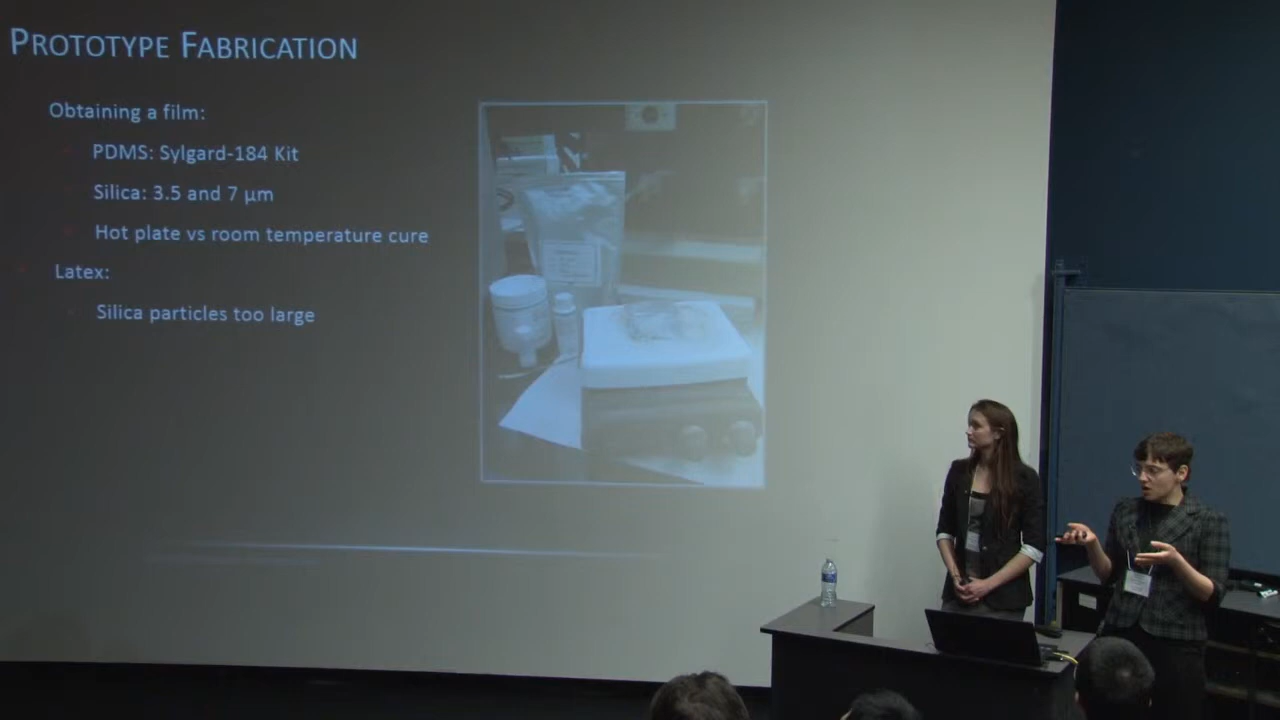 PROTOTYPE FABRICATION
Obtaining a film:
PDMS: Sylgard-184 Kit
Silica: 3.5 and 7 µm
Hot plate vs room temperature cure
Latex:
Silica particles too large